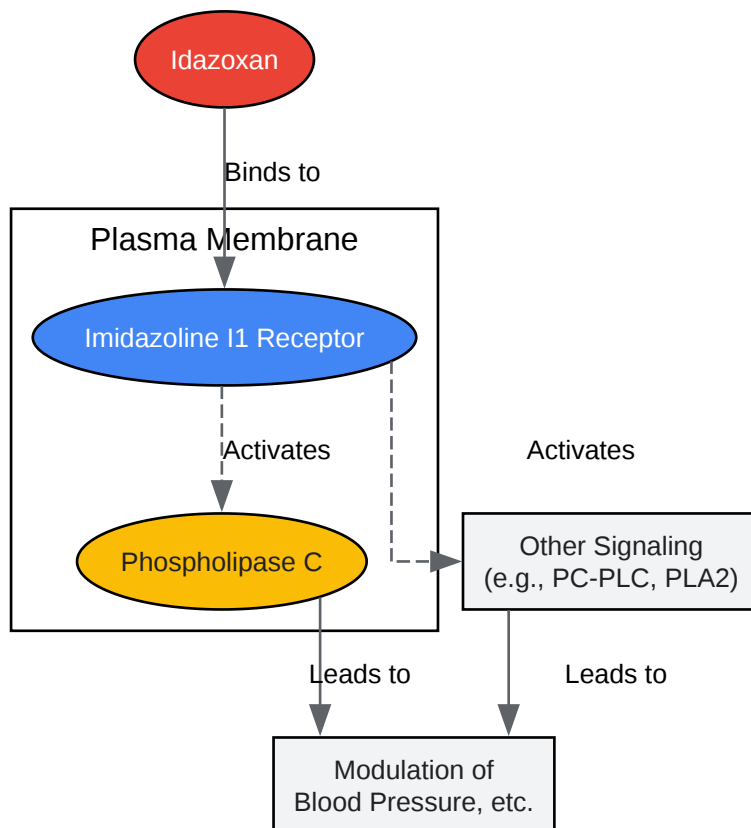 Idazoxan
Binds to
Plasma Membrane
Imidazoline I1 Receptor
Activates
Activates
Phospholipase C
Other Signaling
(e.g., PC-PLC, PLA2)
Leads to
Leads to
Modulation of
Blood Pressure, etc.